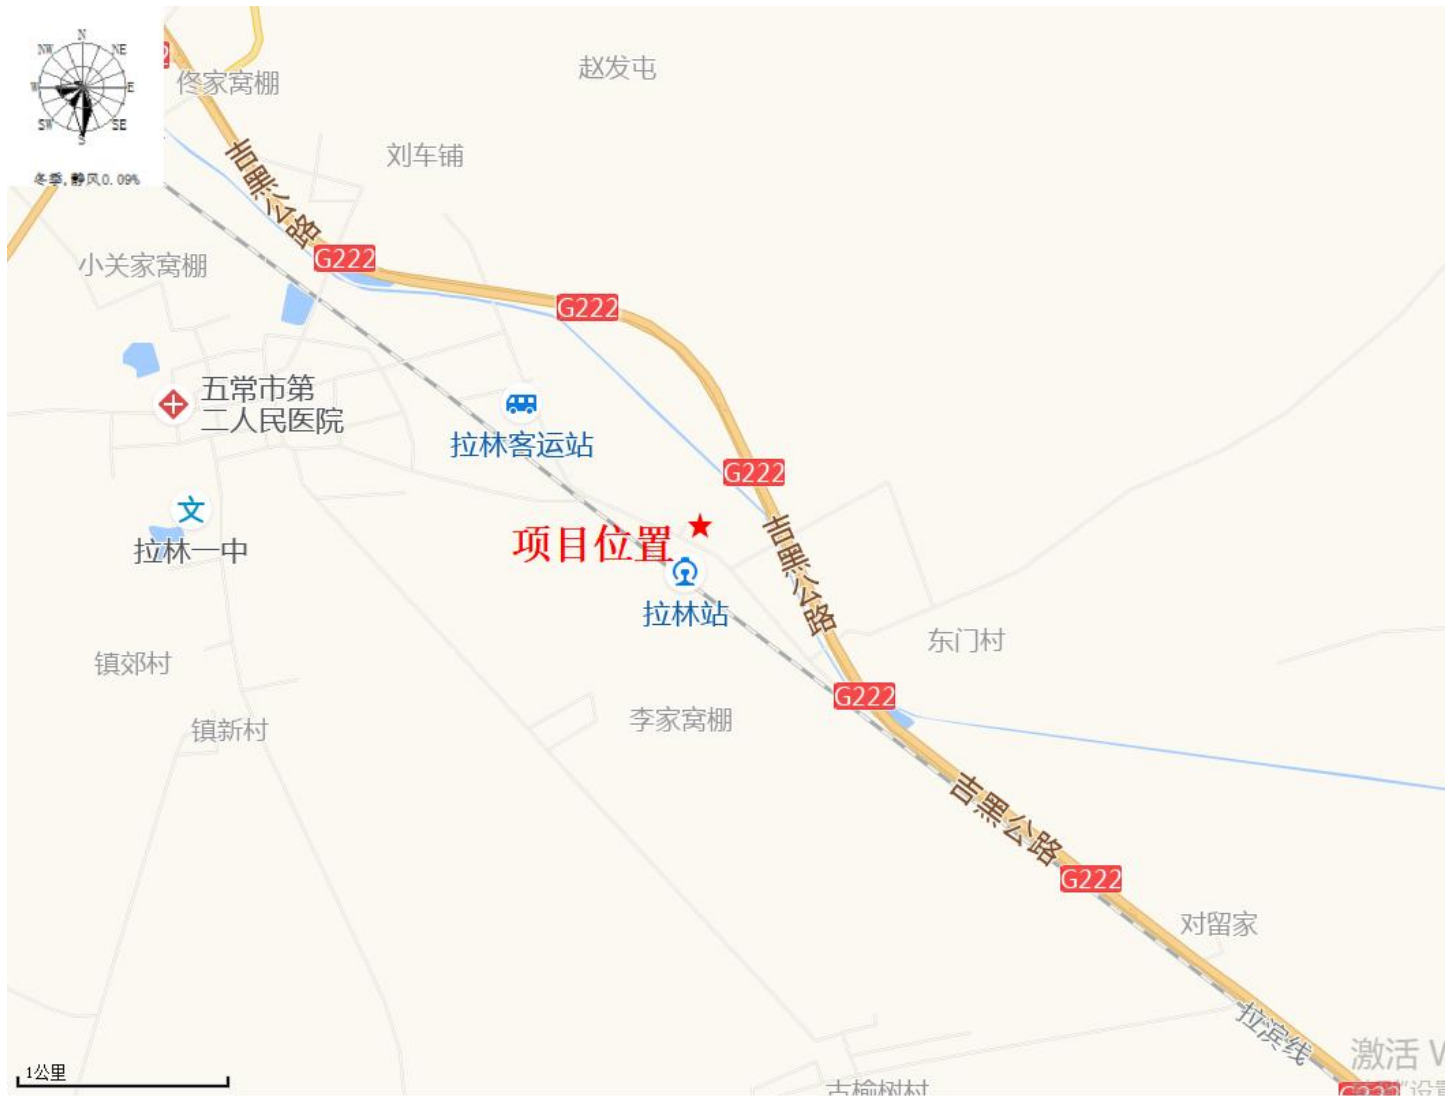 N
NW
NE
W
E
SW
SE
S
冬季,静风0.09%
佟家窝棚
赵发屯
刘车铺
吉黑公路
小关家窝棚
G222
G222
五常市第
二人民医院
拉林客运站
G222
文
拉林一中
项目位置
吉黑公路
拉林站
东门村
镇郊村
G222
李家窝棚
镇新村
吉黑公路
G222
对留家
拉滨线
1公里
激活 W
古榆树村